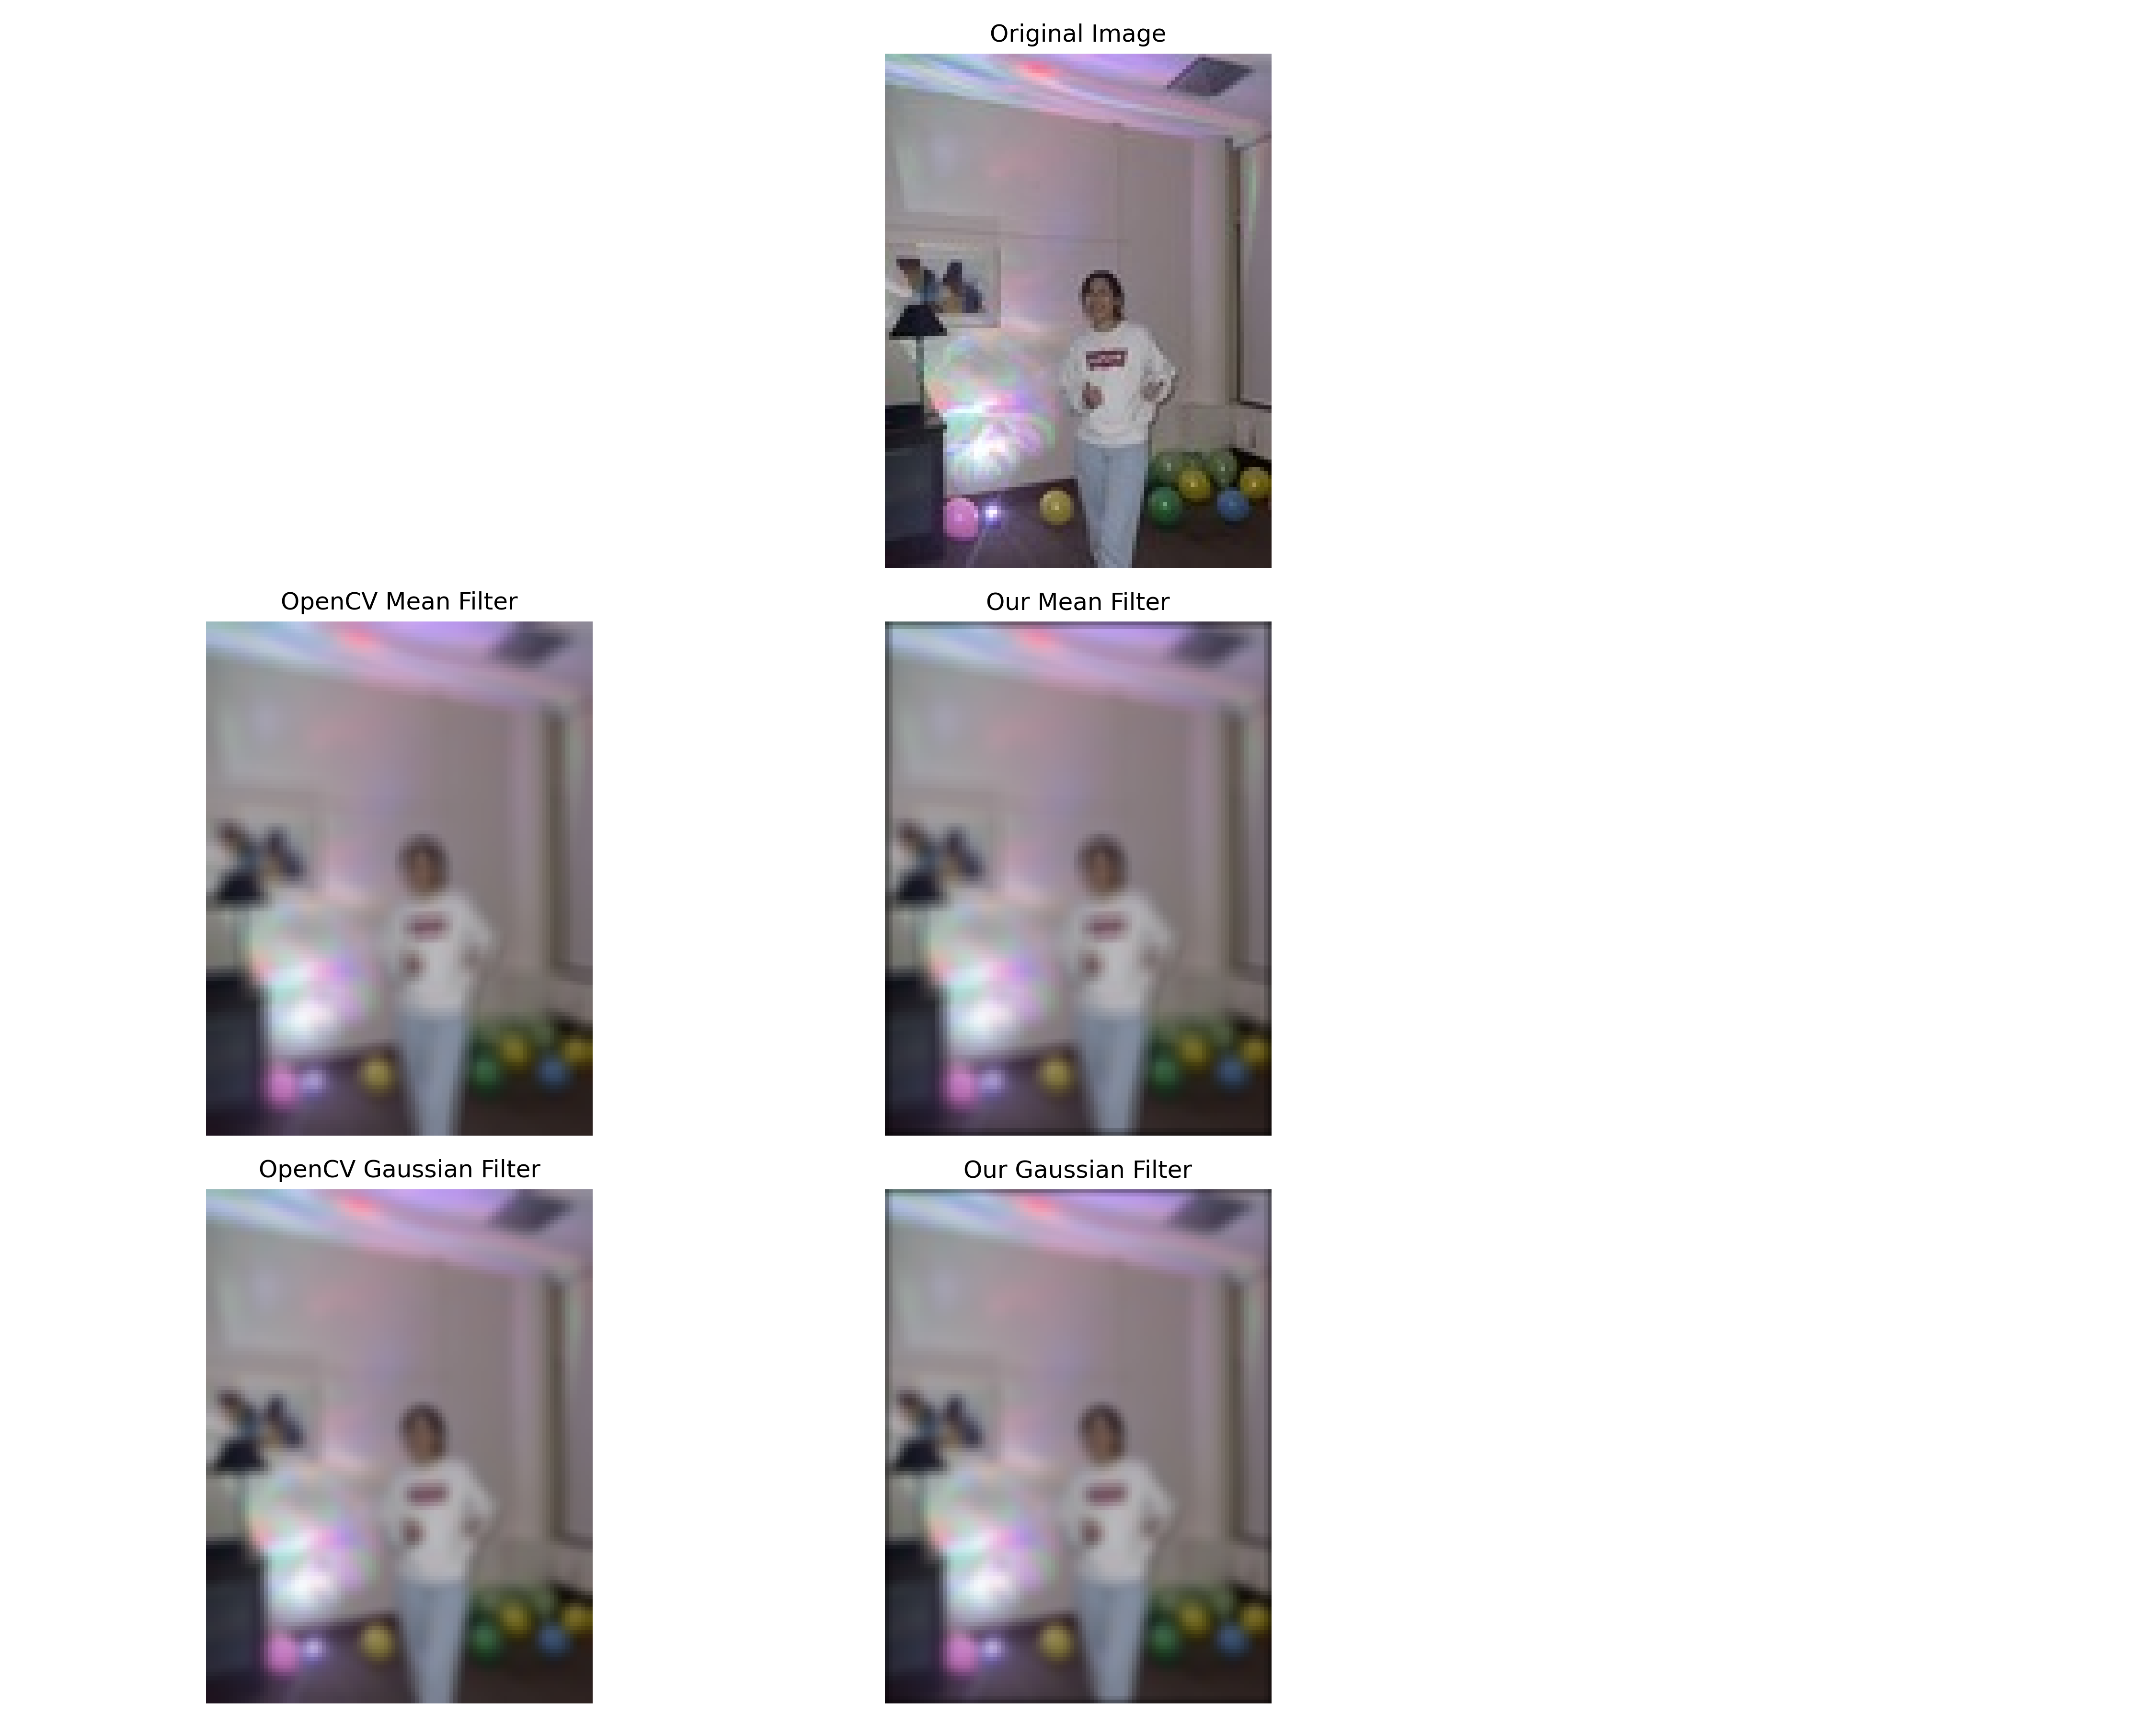 Original Image
OpenCV Mean Filter
Our Mean Filter
OpenCV Gaussian Filter
Our Gaussian Filter